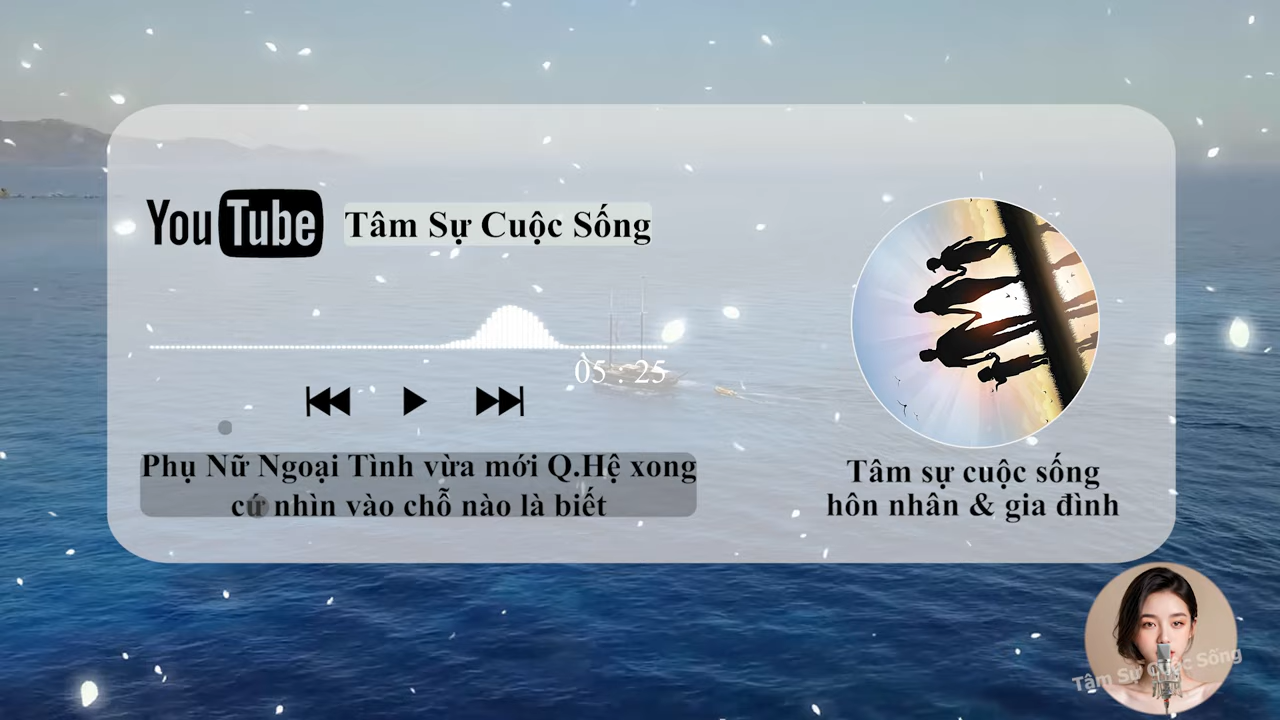 YouTube Tâm Sự Cuộc Sống
05 : 25
Phụ Nữ Ngoại Tình vừa mới Q.Hệ xong
cứ nhìn vào chỗ nào là biết
Tâm sự cuộc sống
hôn nhân & gia đình
Tâm Sự Cuộc Sống